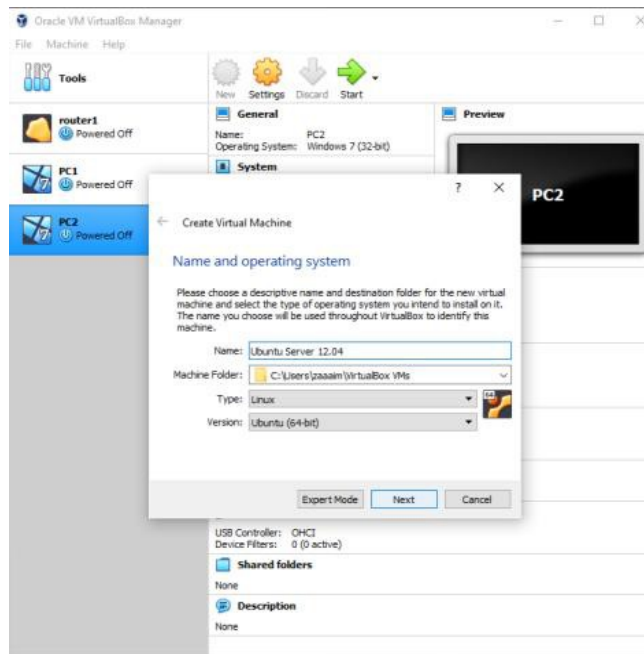 Oracle VM VirtualBox Manager
File Machine Help
Tools
New Settings Discard Start
router1
Powered Off
PC1
Powered Off
PC2
Powered Off
General
Name: PC2
Operating System: Windows 7 (32-bit)
System
Preview
PC2
?
Create Virtual Machine
Name and operating system
Please choose a descriptive name and destination folder for the new virtual
machine and select the type of operating system you intend to install on it.
The name you choose will be used throughout VirtualBox to identify this
machine.
Name: Ubuntu Server 12.04
Machine Folder: C:\Users\zaaaim\VirtualBox VMs
Type: Linux
64
Version: Ubuntu (64-bit)
Expert Mode Next Cancel
USB Controller: OHCI
Device Filters: 0 (0 active)
Shared folders
None
Description
None